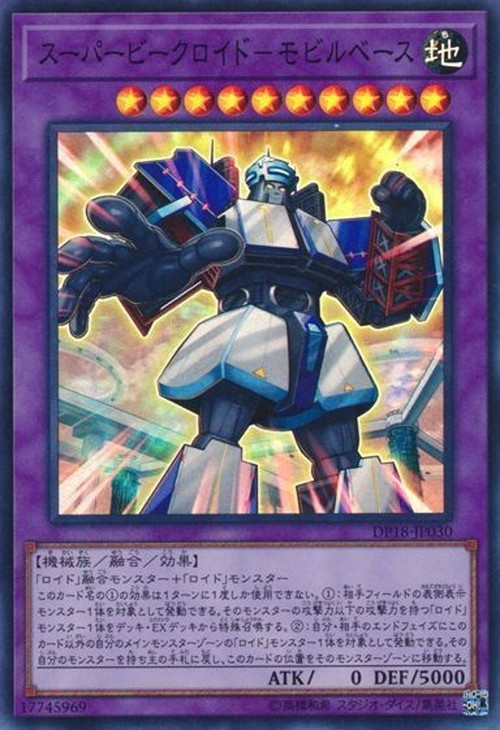 スーパービークロイド－モビルベース
地
DP18-JP030
【機械族／融合／効果】
「ロイド」融合モンスター＋「ロイド」モンスター
このカード名の①の効果は１ターンに１度しか使用できない。①：相手フィールドの表側表示
モンスター１体を対象として発動できる。そのモンスターの攻撃力以下の攻撃力を持つ「ロイド」
モンスター１体をデッキ・EXデッキから特殊召喚する。②：自分・相手のエンドフェイズにこの
カード以外の自分のメインモンスターゾーンの「ロイド」モンスター１体を対象として発動できる。その
自分のモンスターを持ち主の手札に戻し、このカードの位置をそのモンスターゾーンに移動する。
ATK/ 0 DEF/5000
17745969 ©高橋和希 スタジオ・ダイス/集英社